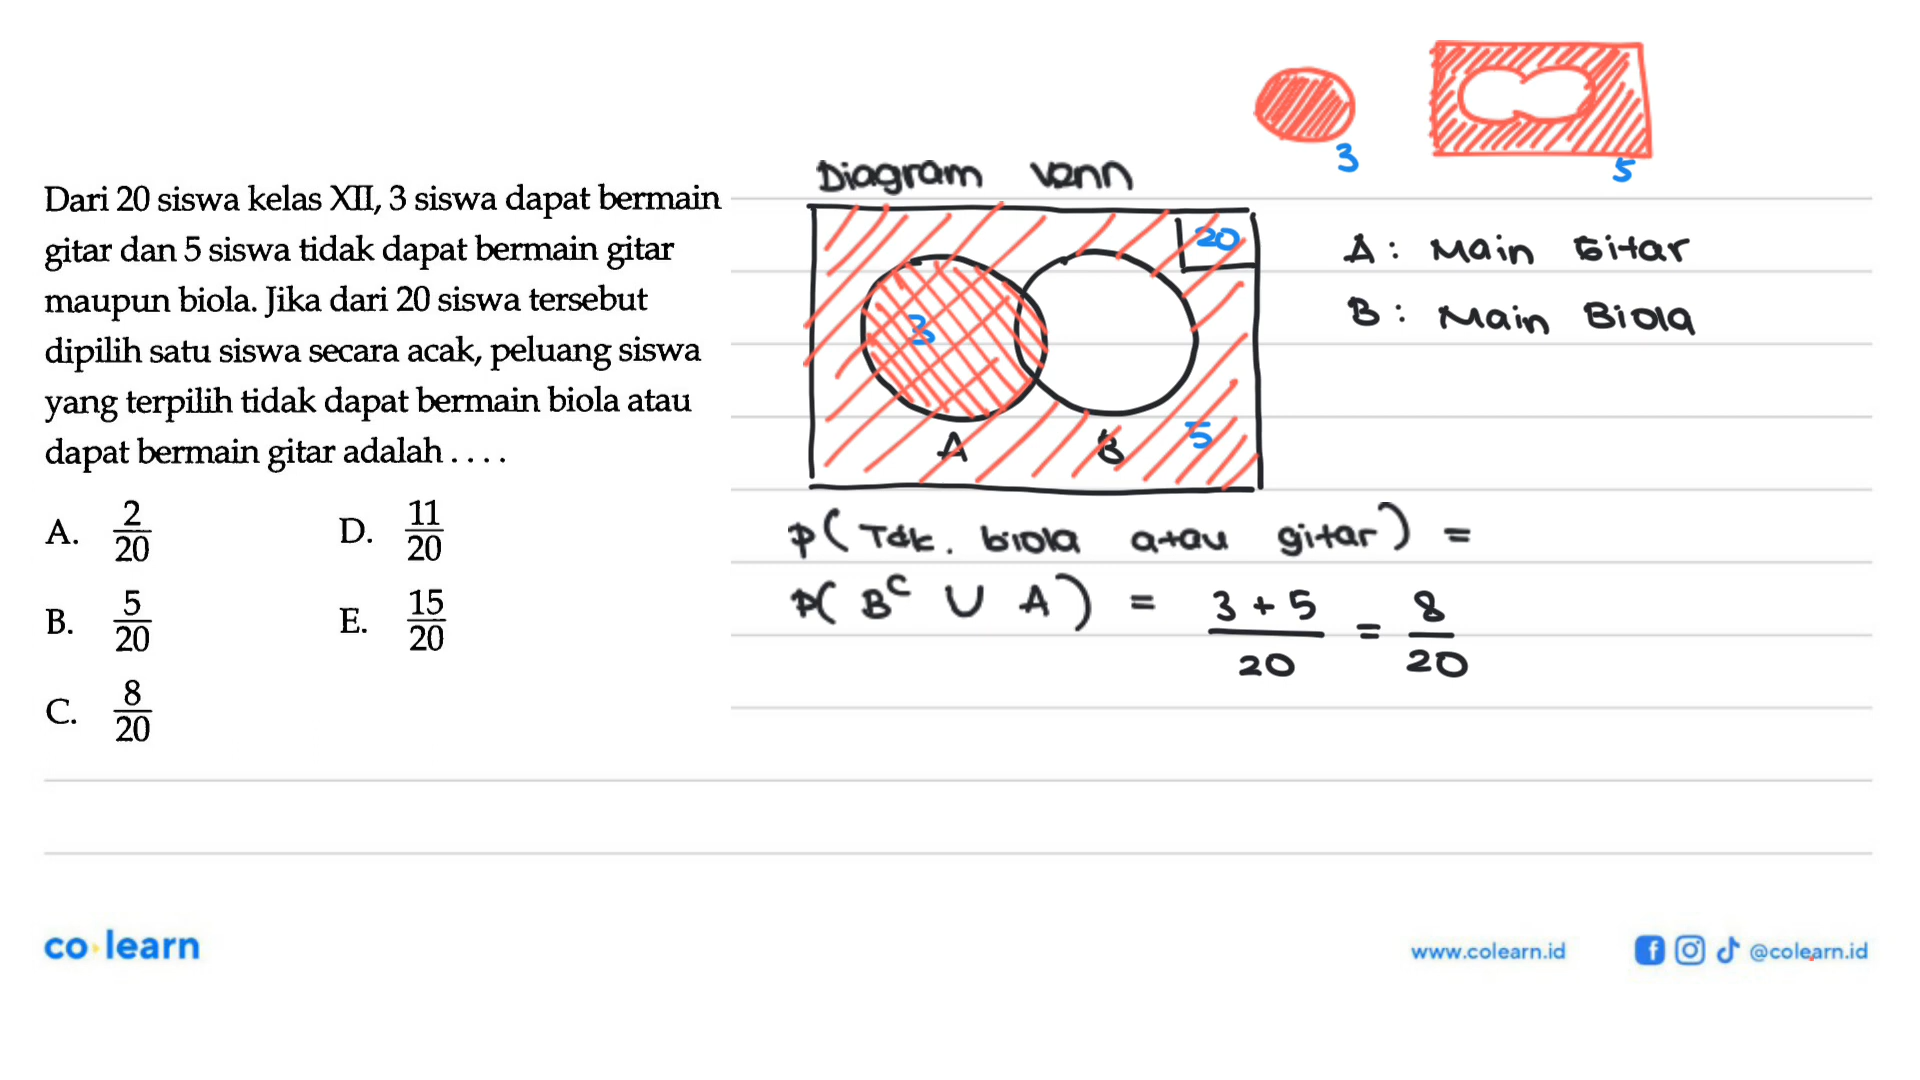 Dari 20 siswa kelas XII, 3 siswa dapat bermain
gitar dan 5 siswa tidak dapat bermain gitar
maupun biola. Jika dari 20 siswa tersebut
dipilih satu siswa secara acak, peluang siswa
yang terpilih tidak dapat bermain biola atau
dapat bermain gitar adalah . . . .
A. 2/20
D. 11/20
B. 5/20
E. 15/20
C. 8/20
3
5
Diagram Venn
20
3
A
B
5
A : Main Gitar
B : Main Biola
P(Tdk. biola atau gitar) =
P(B^C ∪ A) = (3 + 5)/20 = 8/20
co learn
www.colearn.id
@colearn.id